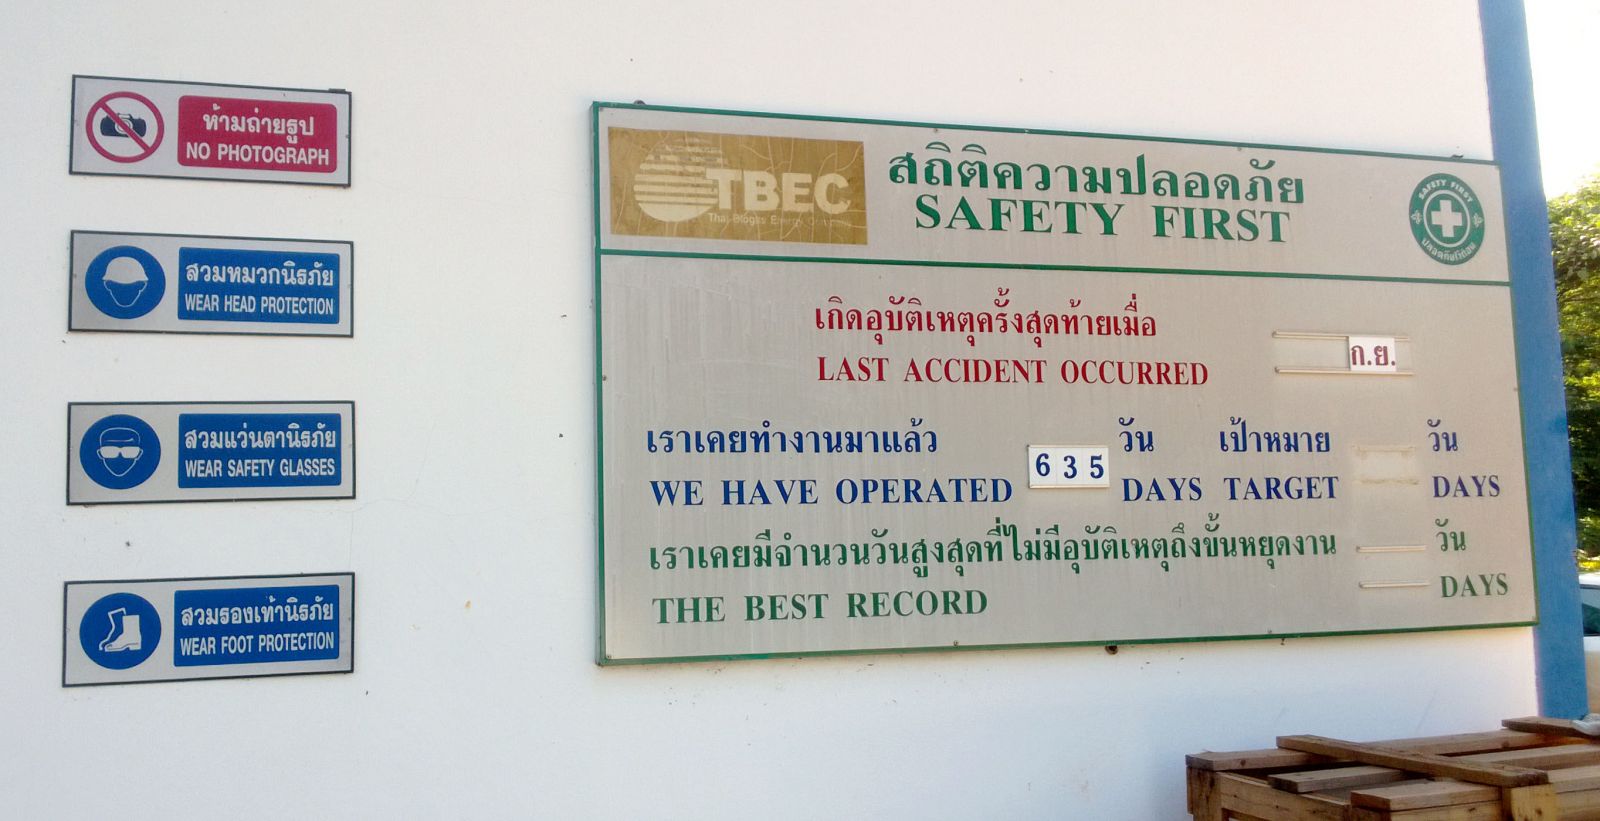 ห้ามถ่ายรูป
NO PHOTOGRAPH
สวมหมวกนิรภัย
WEAR HEAD PROTECTION
สวมแว่นตานิรภัย
WEAR SAFETY GLASSES
สวมรองเท้านิรภัย
WEAR FOOT PROTECTION
TBEC
Thai Biogas Energy Company
สถิติความปลอดภัย
SAFETY FIRST
SAFETY FIRST
ปลอดภัยไว้ก่อน
เกิดอุบัติเหตุครั้งสุดท้ายเมื่อ ก.ย.
LAST ACCIDENT OCCURRED
เราเคยทำงานมาแล้ว 635 วัน เป้าหมาย วัน
WE HAVE OPERATED DAYS TARGET DAYS
เราเคยมีจำนวนวันสูงสุดที่ไม่มีอุบัติเหตุถึงขั้นหยุดงาน วัน
THE BEST RECORD DAYS